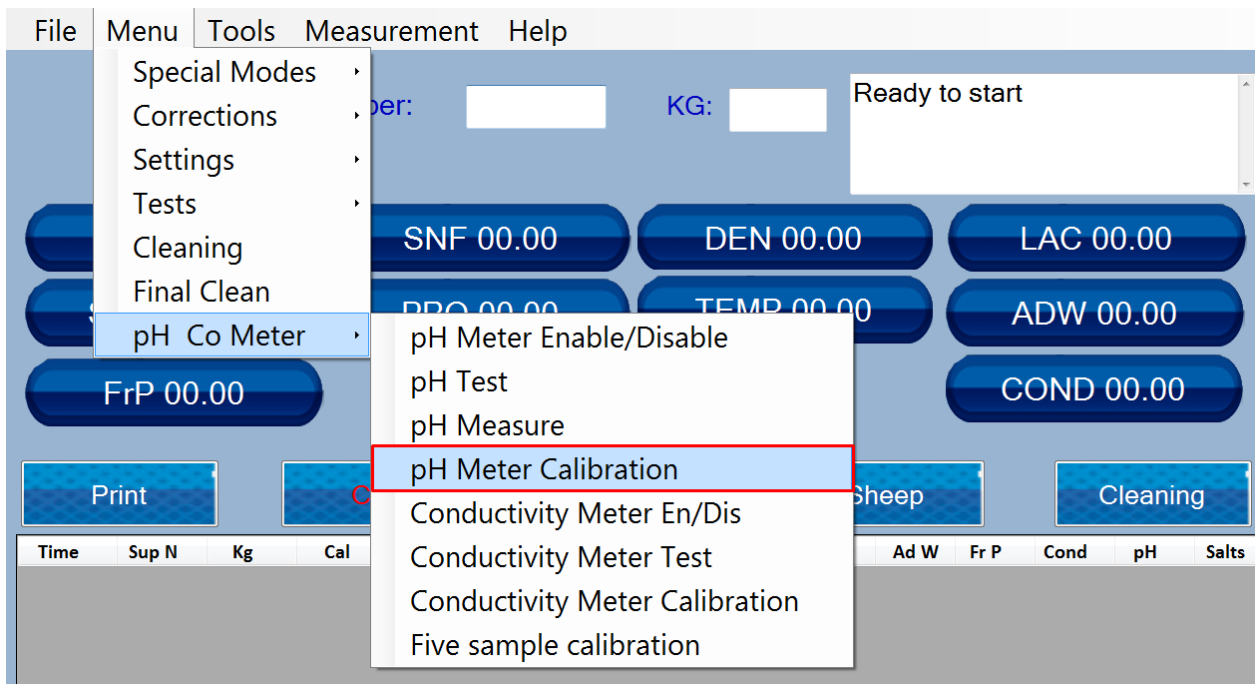 File Menu Tools Measurement Help
Special Modes
Corrections
Settings
Tests
Cleaning
Final Clean
pH Co Meter
KG:
Ready to start
SNF 00.00
DEN 00.00
LAC 00.00
TEMP 00.00
ADW 00.00
FrP 00.00
COND 00.00
pH Meter Enable/Disable
pH Test
pH Measure
pH Meter Calibration
Conductivity Meter En/Dis
Conductivity Meter Test
Conductivity Meter Calibration
Five sample calibration
Print
Sheep
Cleaning
Time Sup N Kg Cal Ad W Fr P Cond pH Salts